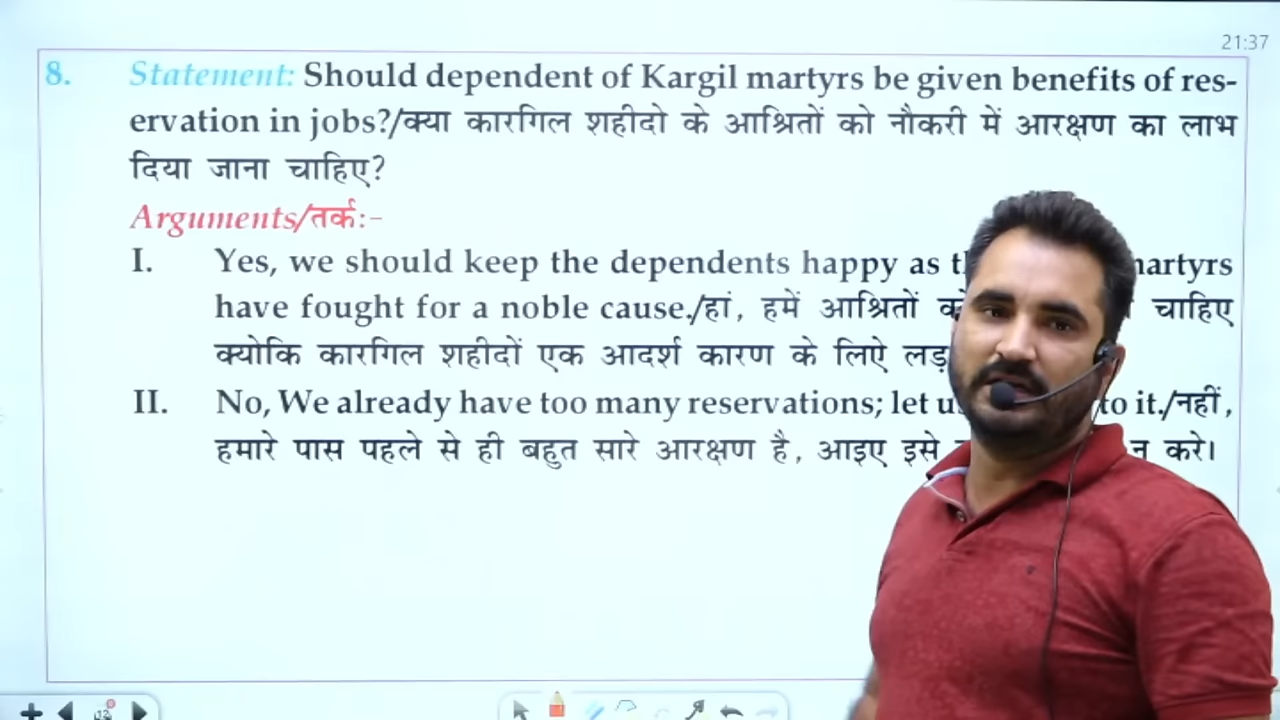 21:37
8. Statement: Should dependent of Kargil martyrs be given benefits of res-
ervation in jobs?/क्या कारगिल शहीदो के आश्रितों को नौकरी में आरक्षण का लाभ
दिया जाना चाहिए?
Arguments/तर्क:-
I. Yes, we should keep the dependents happy as
have fought for a noble cause./हां, हमें आश्रितों चाहिए
क्योकि कारगिल शहीदों एक आदर्श कारण के लिऐ
II. No, We already have too many reservations; let to it./नहीं,
हमारे पास पहले से ही बहुत सारे आरक्षण है, आइए इसे न करे।